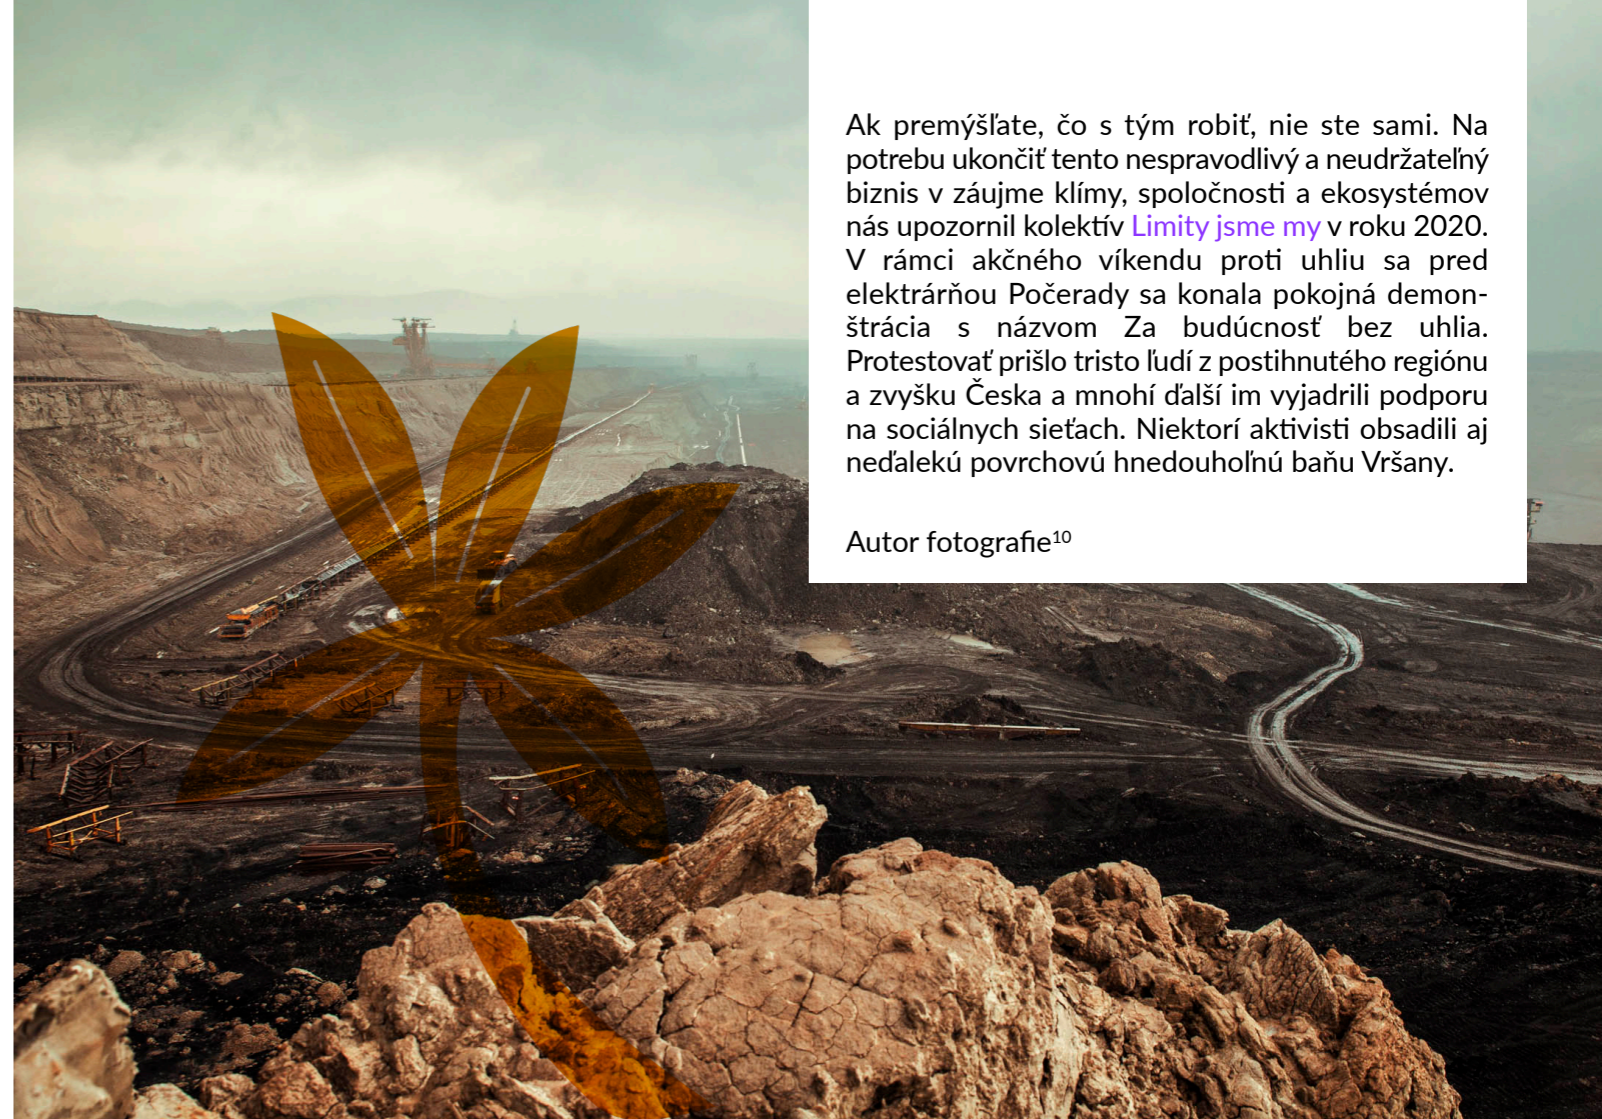 Ak premýšľate, čo s tým robiť, nie ste sami. Na
potrebu ukončiť tento nespravodlivý a neudržateľný
biznis v záujme klímy, spoločnosti a ekosystémov
nás upozornil kolektív Limity jsme my v roku 2020.
V rámci akčného víkendu proti uhliu sa pred
elektrárňou Počerady sa konala pokojná demon-
štrácia s názvom Za budúcnosť bez uhlia.
Protestovať prišlo tristo ľudí z postihnutého regiónu
a zvyšku Česka a mnohí ďalší im vyjadrili podporu
na sociálnych sieťach. Niektorí aktivisti obsadili aj
neďalekú povrchovú hnedouhoľnú baňu Vršany.
Autor fotografie¹⁰